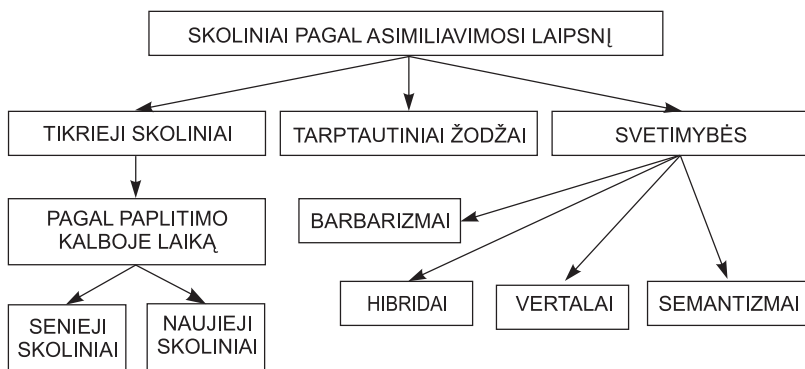 SKOLINIAI PAGAL ASIMILIAVIMOSI LAIPSNĮ
TIKRIEJI SKOLINIAI
TARPTAUTINIAI ŽODŽAI
SVETIMYBĖS
PAGAL PAPLITIMO
KALBOJE LAIKĄ
BARBARIZMAI
HIBRIDAI
VERTALAI
SEMANTIZMAI
SENIEJI
SKOLINIAI
NAUJIEJI
SKOLINIAI